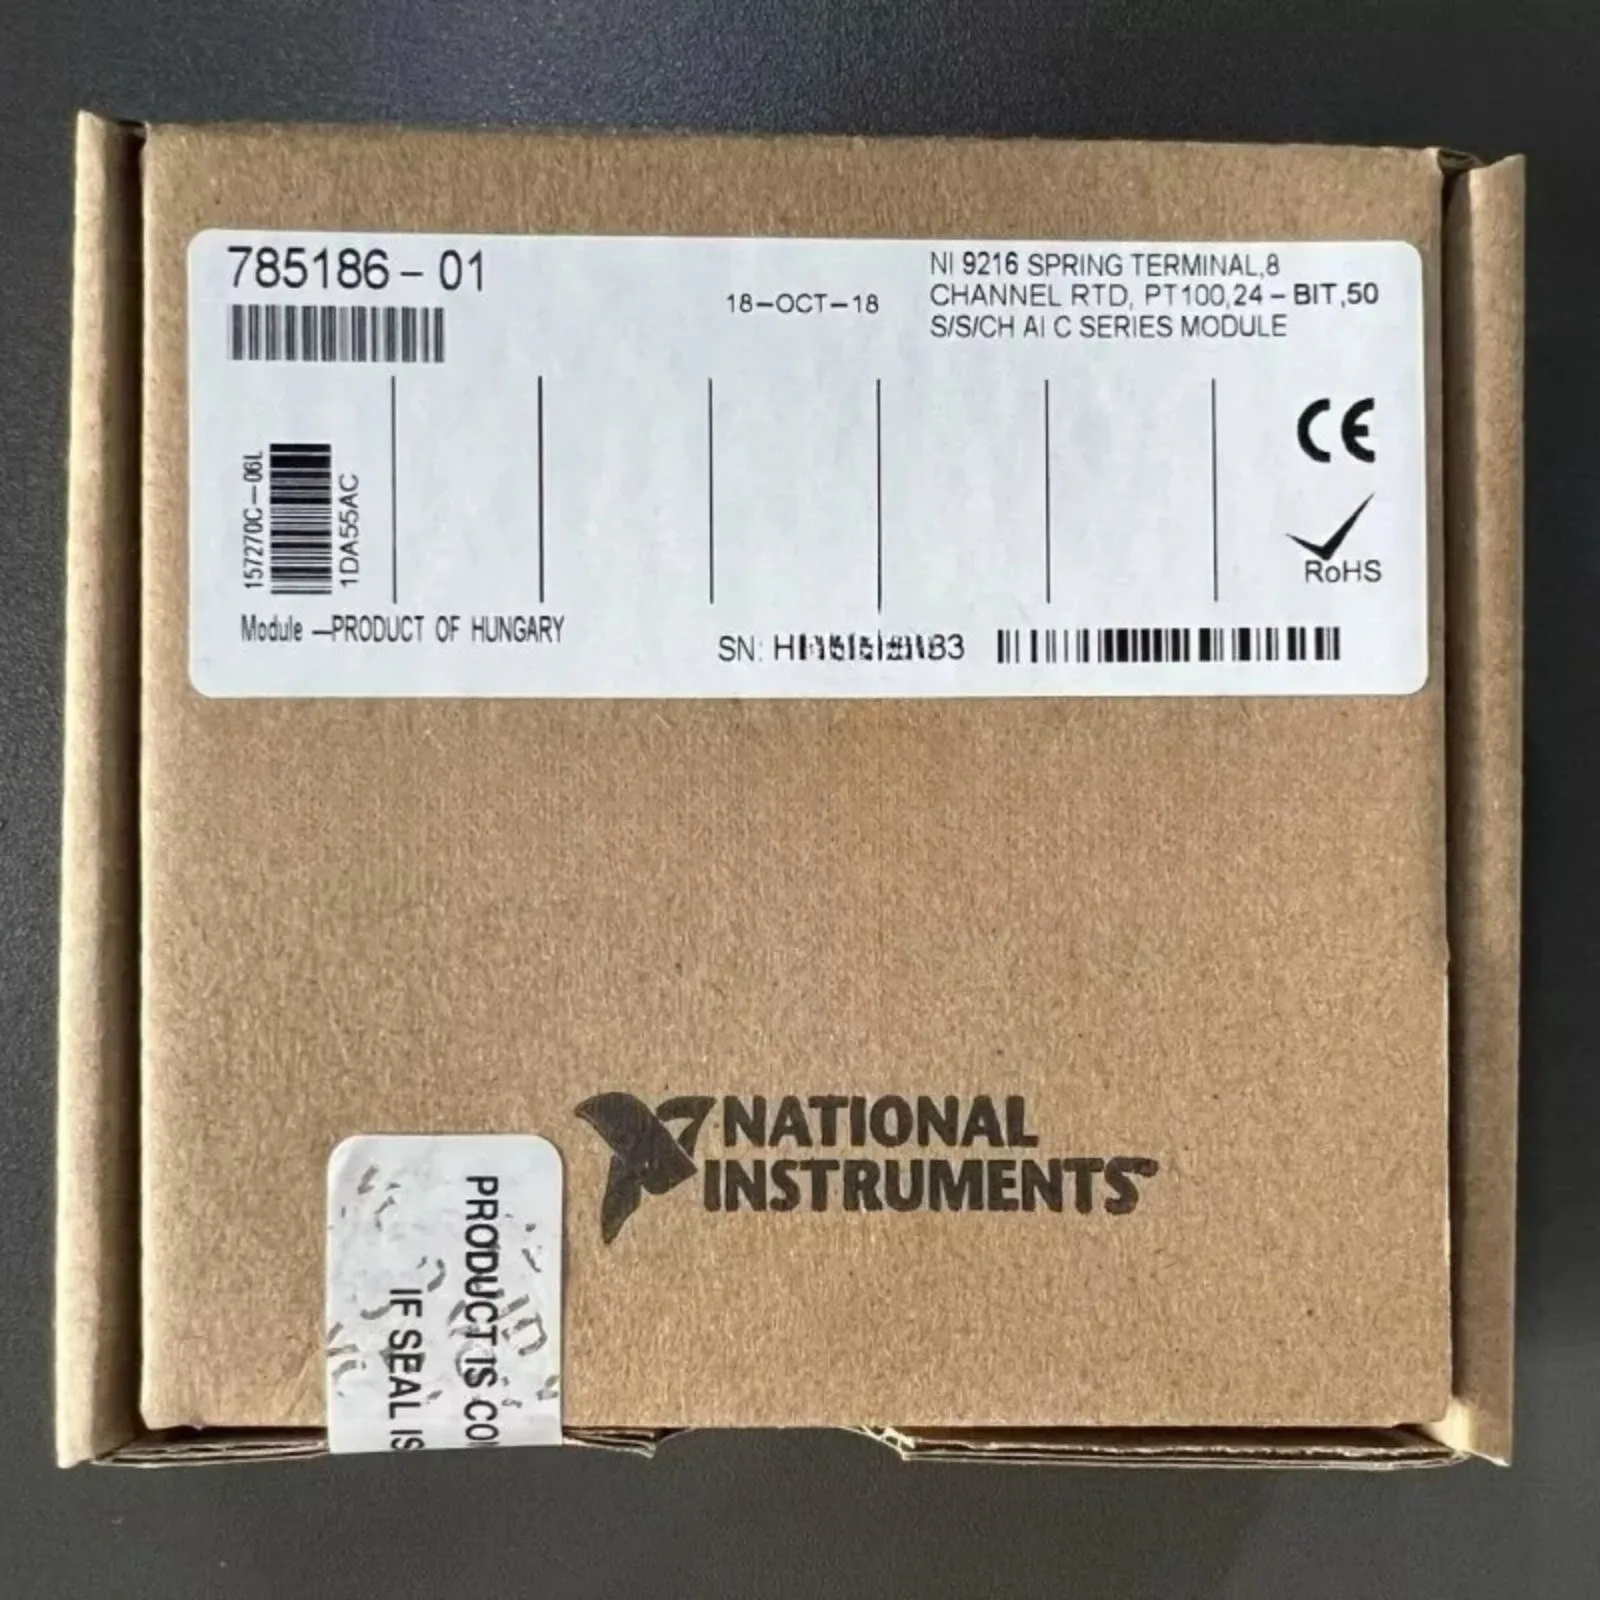 785186-01
18-OCT-18
NI 9216 SPRING TERMINAL,8
CHANNEL RTD, PT100,24-BIT,50
S/S/CH AI C SERIES MODULE
CE
157270C-06L
1DA55AC
RoHS
Module -PRODUCT OF HUNGARY
SN:
NATIONAL
INSTRUMENTS
PRODUCT IS CO
IF SEAL IS